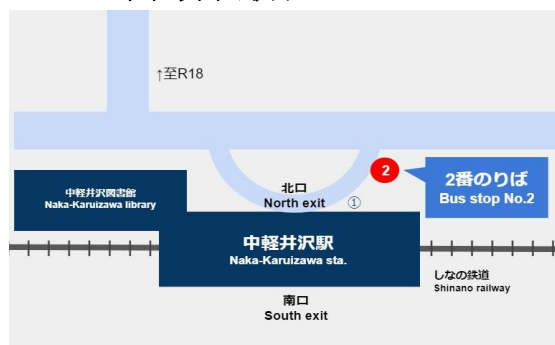 ↑至R18
2
2番のりば
Bus stop No.2
北口
North exit
①
中軽井沢図書館
Naka-Karuizawa library
中軽井沢駅
Naka-Karuizawa sta.
しなの鉄道
Shinano railway
南口
South exit